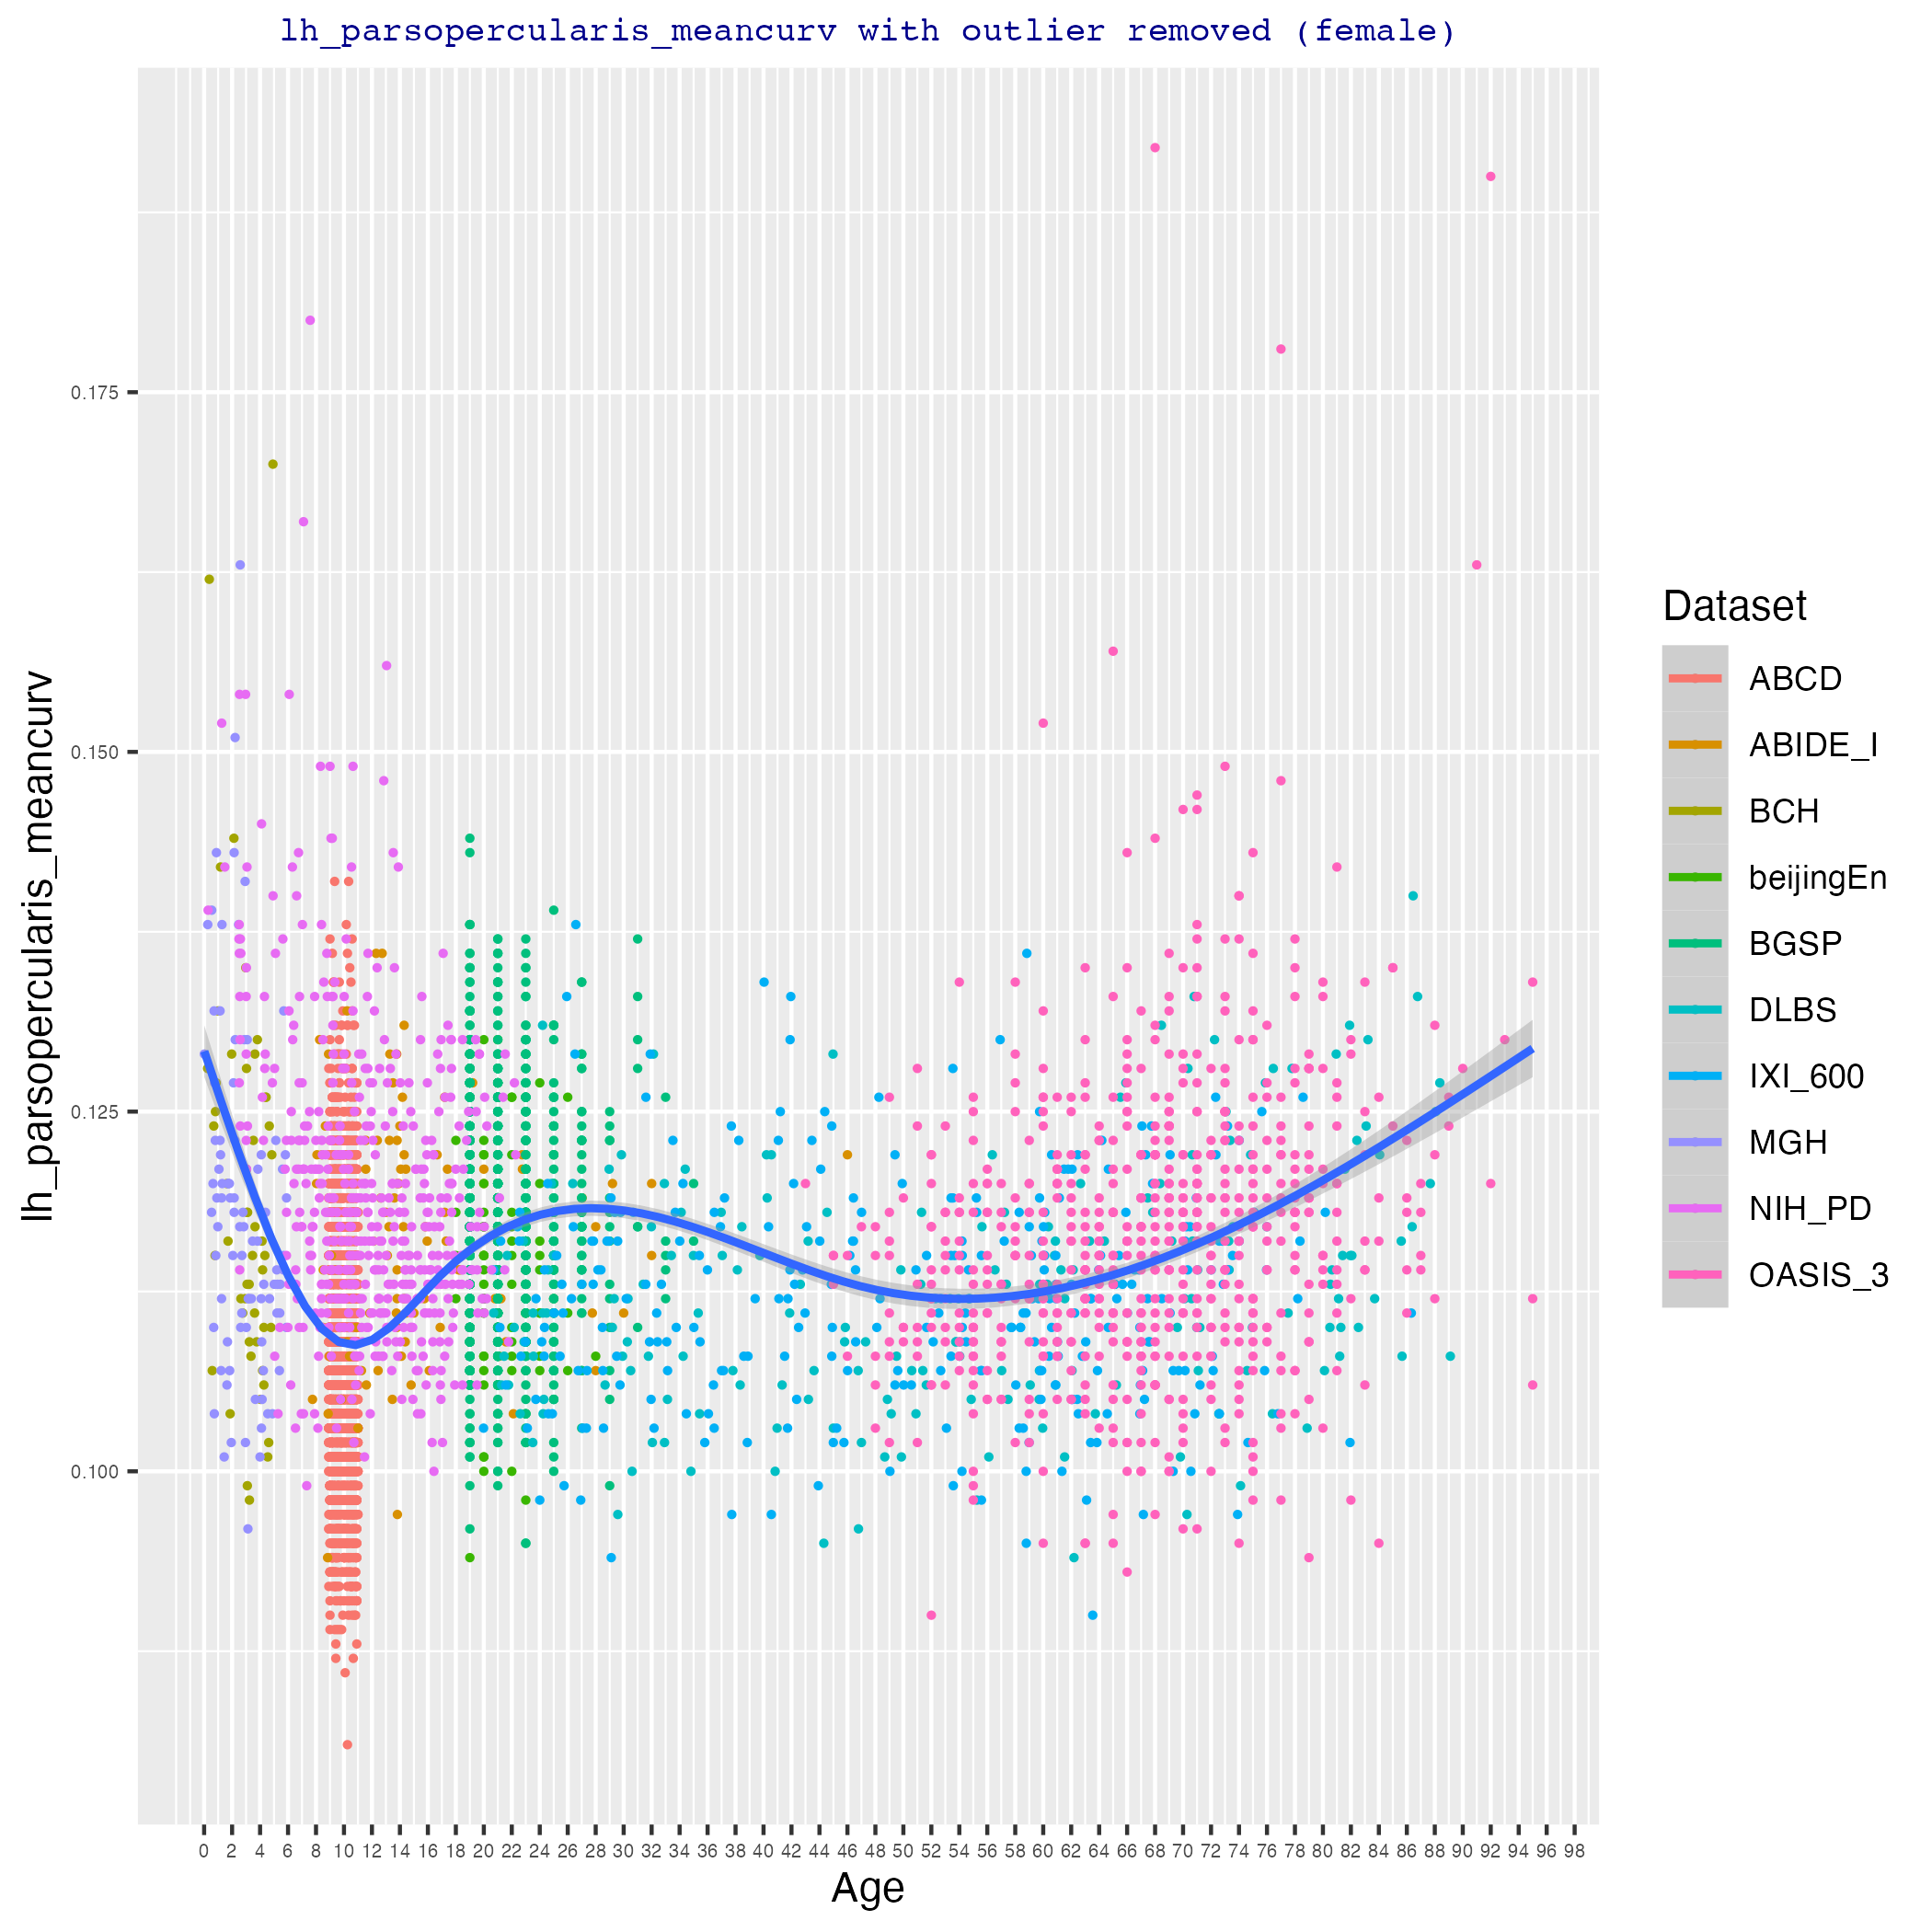 lh_parsopercularis_meancurv with outlier removed (female)
lh_parsopercularis_meancurv
0.175
0.150
0.125
0.100
0 2 4 6 8 10 12 14 16 18 20 22 24 26 28 30 32 34 36 38 40 42 44 46 48 50 52 54 56 58 60 62 64 66 68 70 72 74 76 78 80 82 84 86 88 90 92 94 96 98
Age
Dataset
ABCD
ABIDE_I
BCH
beijingEn
BGSP
DLBS
IXI_600
MGH
NIH_PD
OASIS_3